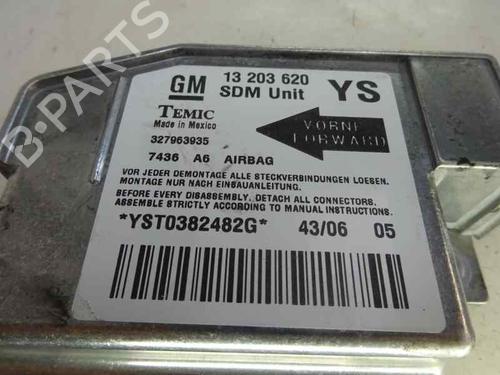 B-PARTS
GM 13 203 620 YS
SDM Unit
TEMIC
Made in Mexico
327963935
VORNE
FORWARD
7436 A6 AIRBAG
VOR JEDER DEMONTAGE ALLE STECKVERBINDUNGEN LOESEN.
MONTAGE NUR NACH EINBAUANLEITUNG.
BEFORE EVERY DISASSEMBLY, DETACH ALL CONNECTORS.
ASSEMBLE STRICTLY ACCORDING TO MANUAL INSTRUCTIONS.
*YST0382482G* 43/06 05